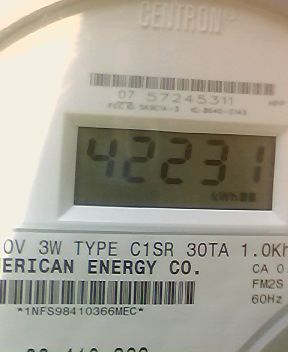 CENTRON
07 57245311
42231
kWh
0V 3W TYPE C1SR 30TA 1.0Kh
ERICAN ENERGY CO.
CA 0.
FM2S
60Hz
*1NFS98410366MEC*